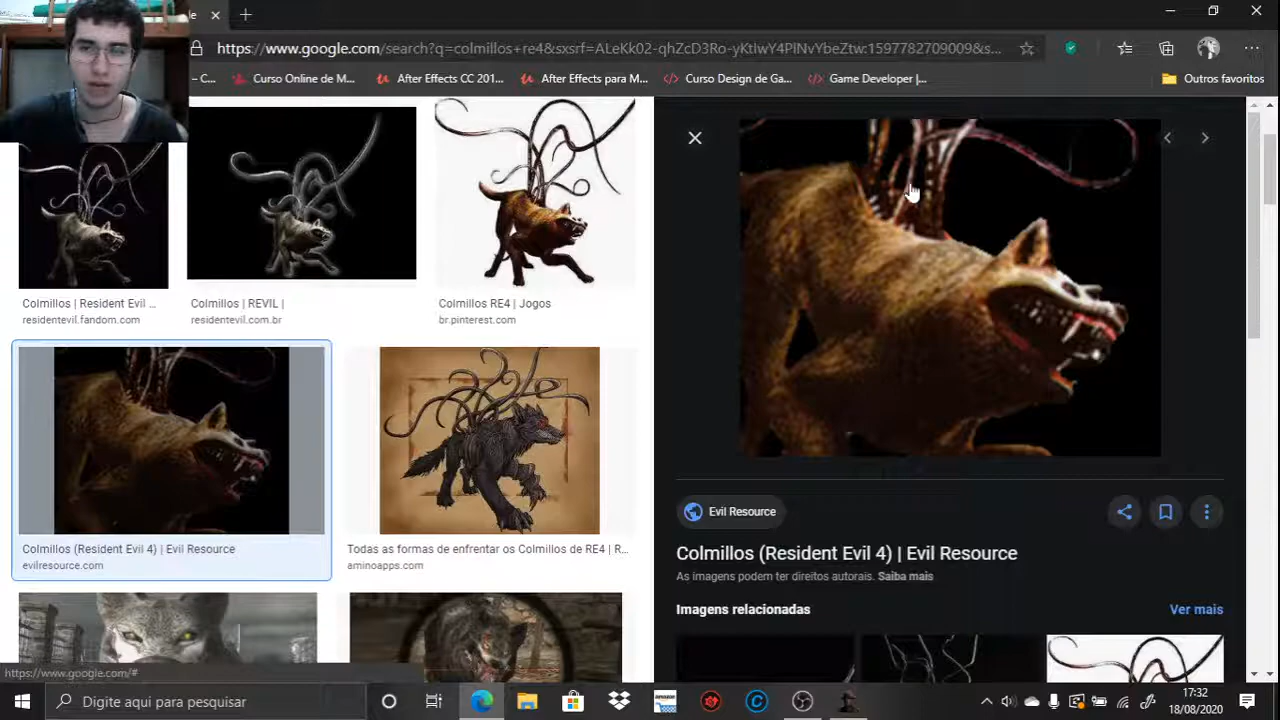 e
https://www.google.com/search?q=colmillos+re4&sxsrf=ALeKk02-qhZcD3Ro-yKtlwY4PlNvYbeZtw:1597782709009&s...
– C...
Curso Online de M...
After Effects CC 201...
After Effects para M...
Curso Design de Ga...
Game Developer |...
Outros favoritos
Colmillos | Resident Evil ...
residentevil.fandom.com
Colmillos | REVIL |
residentevil.com.br
Colmillos RE4 | Jogos
br.pinterest.com
Colmillos (Resident Evil 4) | Evil Resource
evilresource.com
Todas as formas de enfrentar os Colmillos de RE4 | R...
aminoapps.com
Evil Resource
Colmillos (Resident Evil 4) | Evil Resource
As imagens podem ter direitos autorais. Saiba mais
Imagens relacionadas
Ver mais
https://www.google.com/#
Digite aqui para pesquisar
17:32
18/08/2020